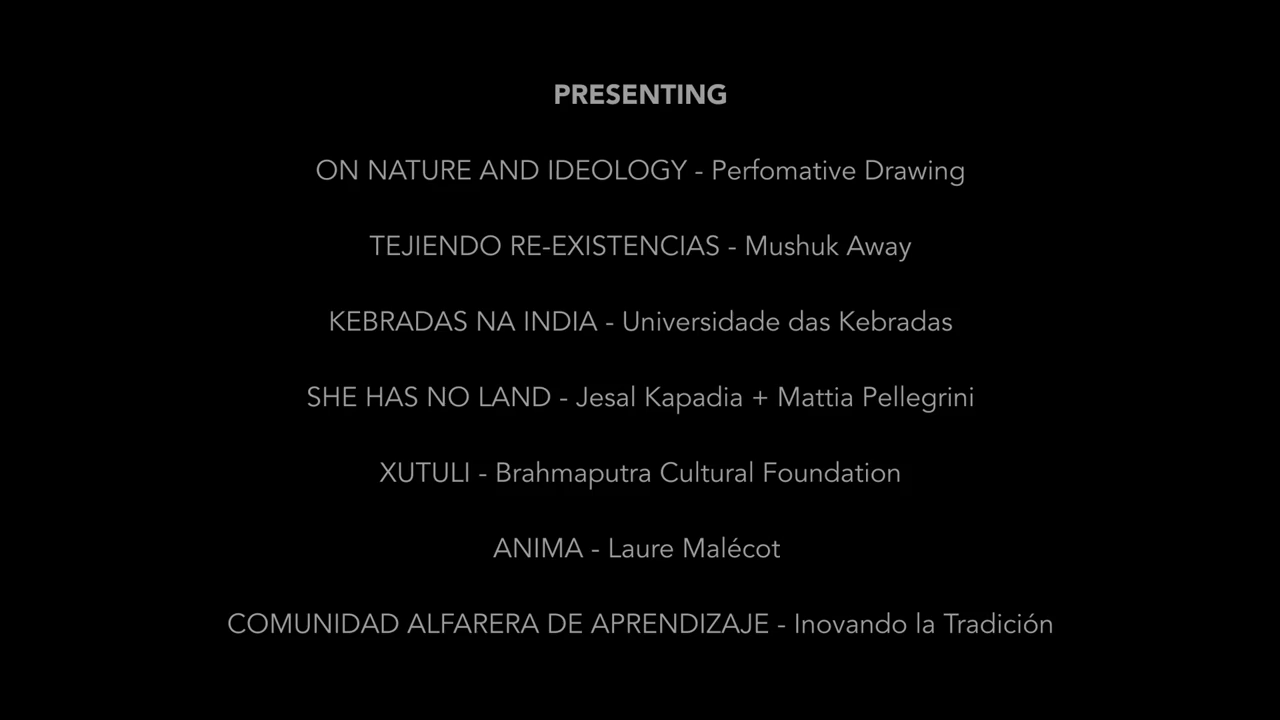 PRESENTING
ON NATURE AND IDEOLOGY - Perfomative Drawing
TEJIENDO RE-EXISTENCIAS - Mushuk Away
KEBRADAS NA INDIA - Universidade das Kebradas
SHE HAS NO LAND - Jesal Kapadia + Mattia Pellegrini
XUTULI - Brahmaputra Cultural Foundation
ANIMA - Laure Malécot
COMUNIDAD ALFARERA DE APRENDIZAJE - Inovando la Tradición